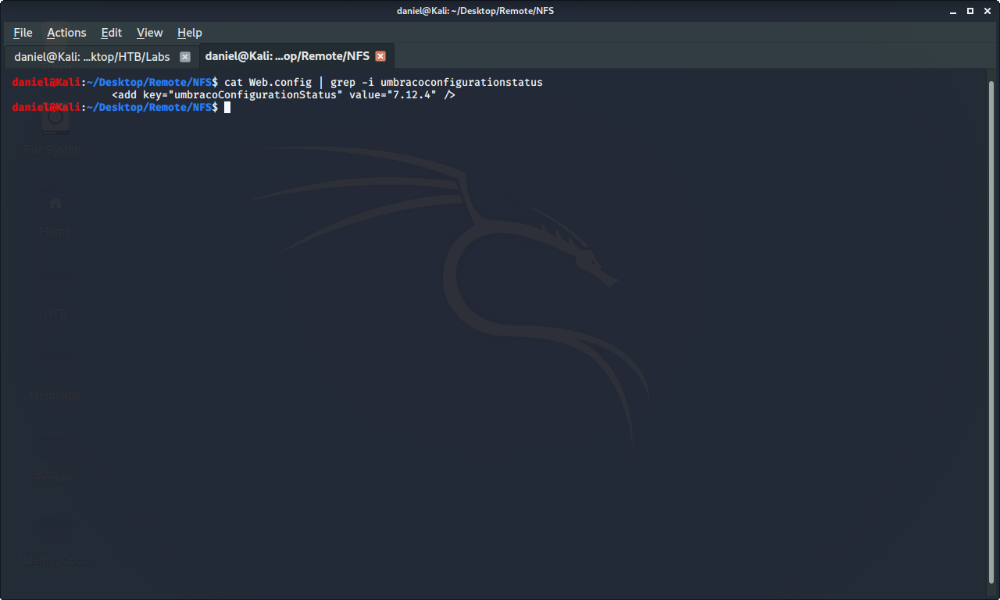 daniel@Kali: ~/Desktop/Remote/NFS
File Actions Edit View Help
daniel@Kali: ...ktop/HTB/Labs daniel@Kali: ...op/Remote/NFS
daniel@Kali:~/Desktop/Remote/NFS$ cat Web.config | grep -i umbracoconfigurationstatus
<add key="umbracoConfigurationStatus" value="7.12.4" />
daniel@Kali:~/Desktop/Remote/NFS$
File System
Home
HTB
MemLabs
Remote
Udemy_Cou...